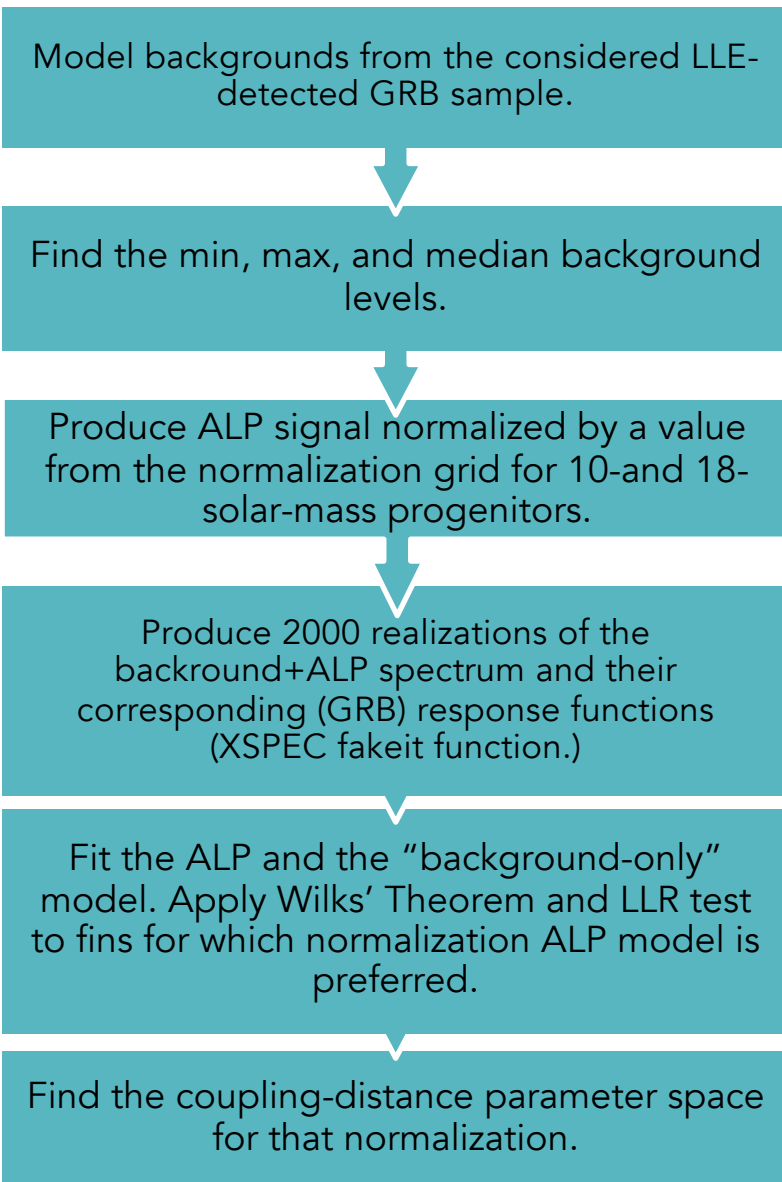 Model backgrounds from the considered LLE-
detected GRB sample.
Find the min, max, and median background
levels.
Produce ALP signal normalized by a value
from the normalization grid for 10-and 18-
solar-mass progenitors.
Produce 2000 realizations of the
backround+ALP spectrum and their
corresponding (GRB) response functions
(XSPEC fakeit function.)
Fit the ALP and the “background-only”
model. Apply Wilks’ Theorem and LLR test
to fins for which normalization ALP model is
preferred.
Find the coupling-distance parameter space
for that normalization.